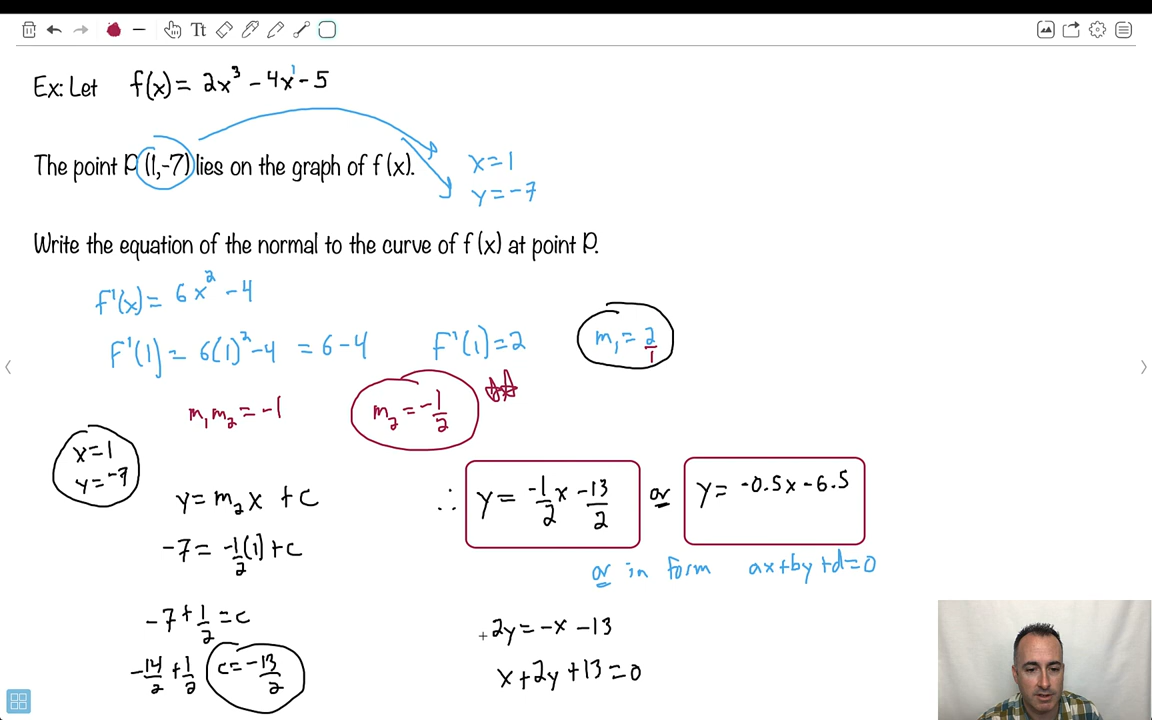 Tt
Ex: Let f(x) = 2x³ - 4x¹ - 5
The point P (1,-7) lies on the graph of f (x).
x=1
y=-7
Write the equation of the normal to the curve of f (x) at point P.
f'(x) = 6x² - 4
f'(1) = 6(1)² - 4 = 6 - 4 f'(1) = 2 m₁ = 2/1
m₁m₂ = -1 m₂ = -1/2
x=1
y=-7
y = m₂x + c
∴ y = -1/2 x - 13/2 or y = -0.5x - 6.5
-7 = -1/2 (1) + c
or in form ax+by+d=0
-7 + 1/2 = c
2y = -x - 13
-14/2 + 1/2 c = -13/2
x + 2y + 13 = 0